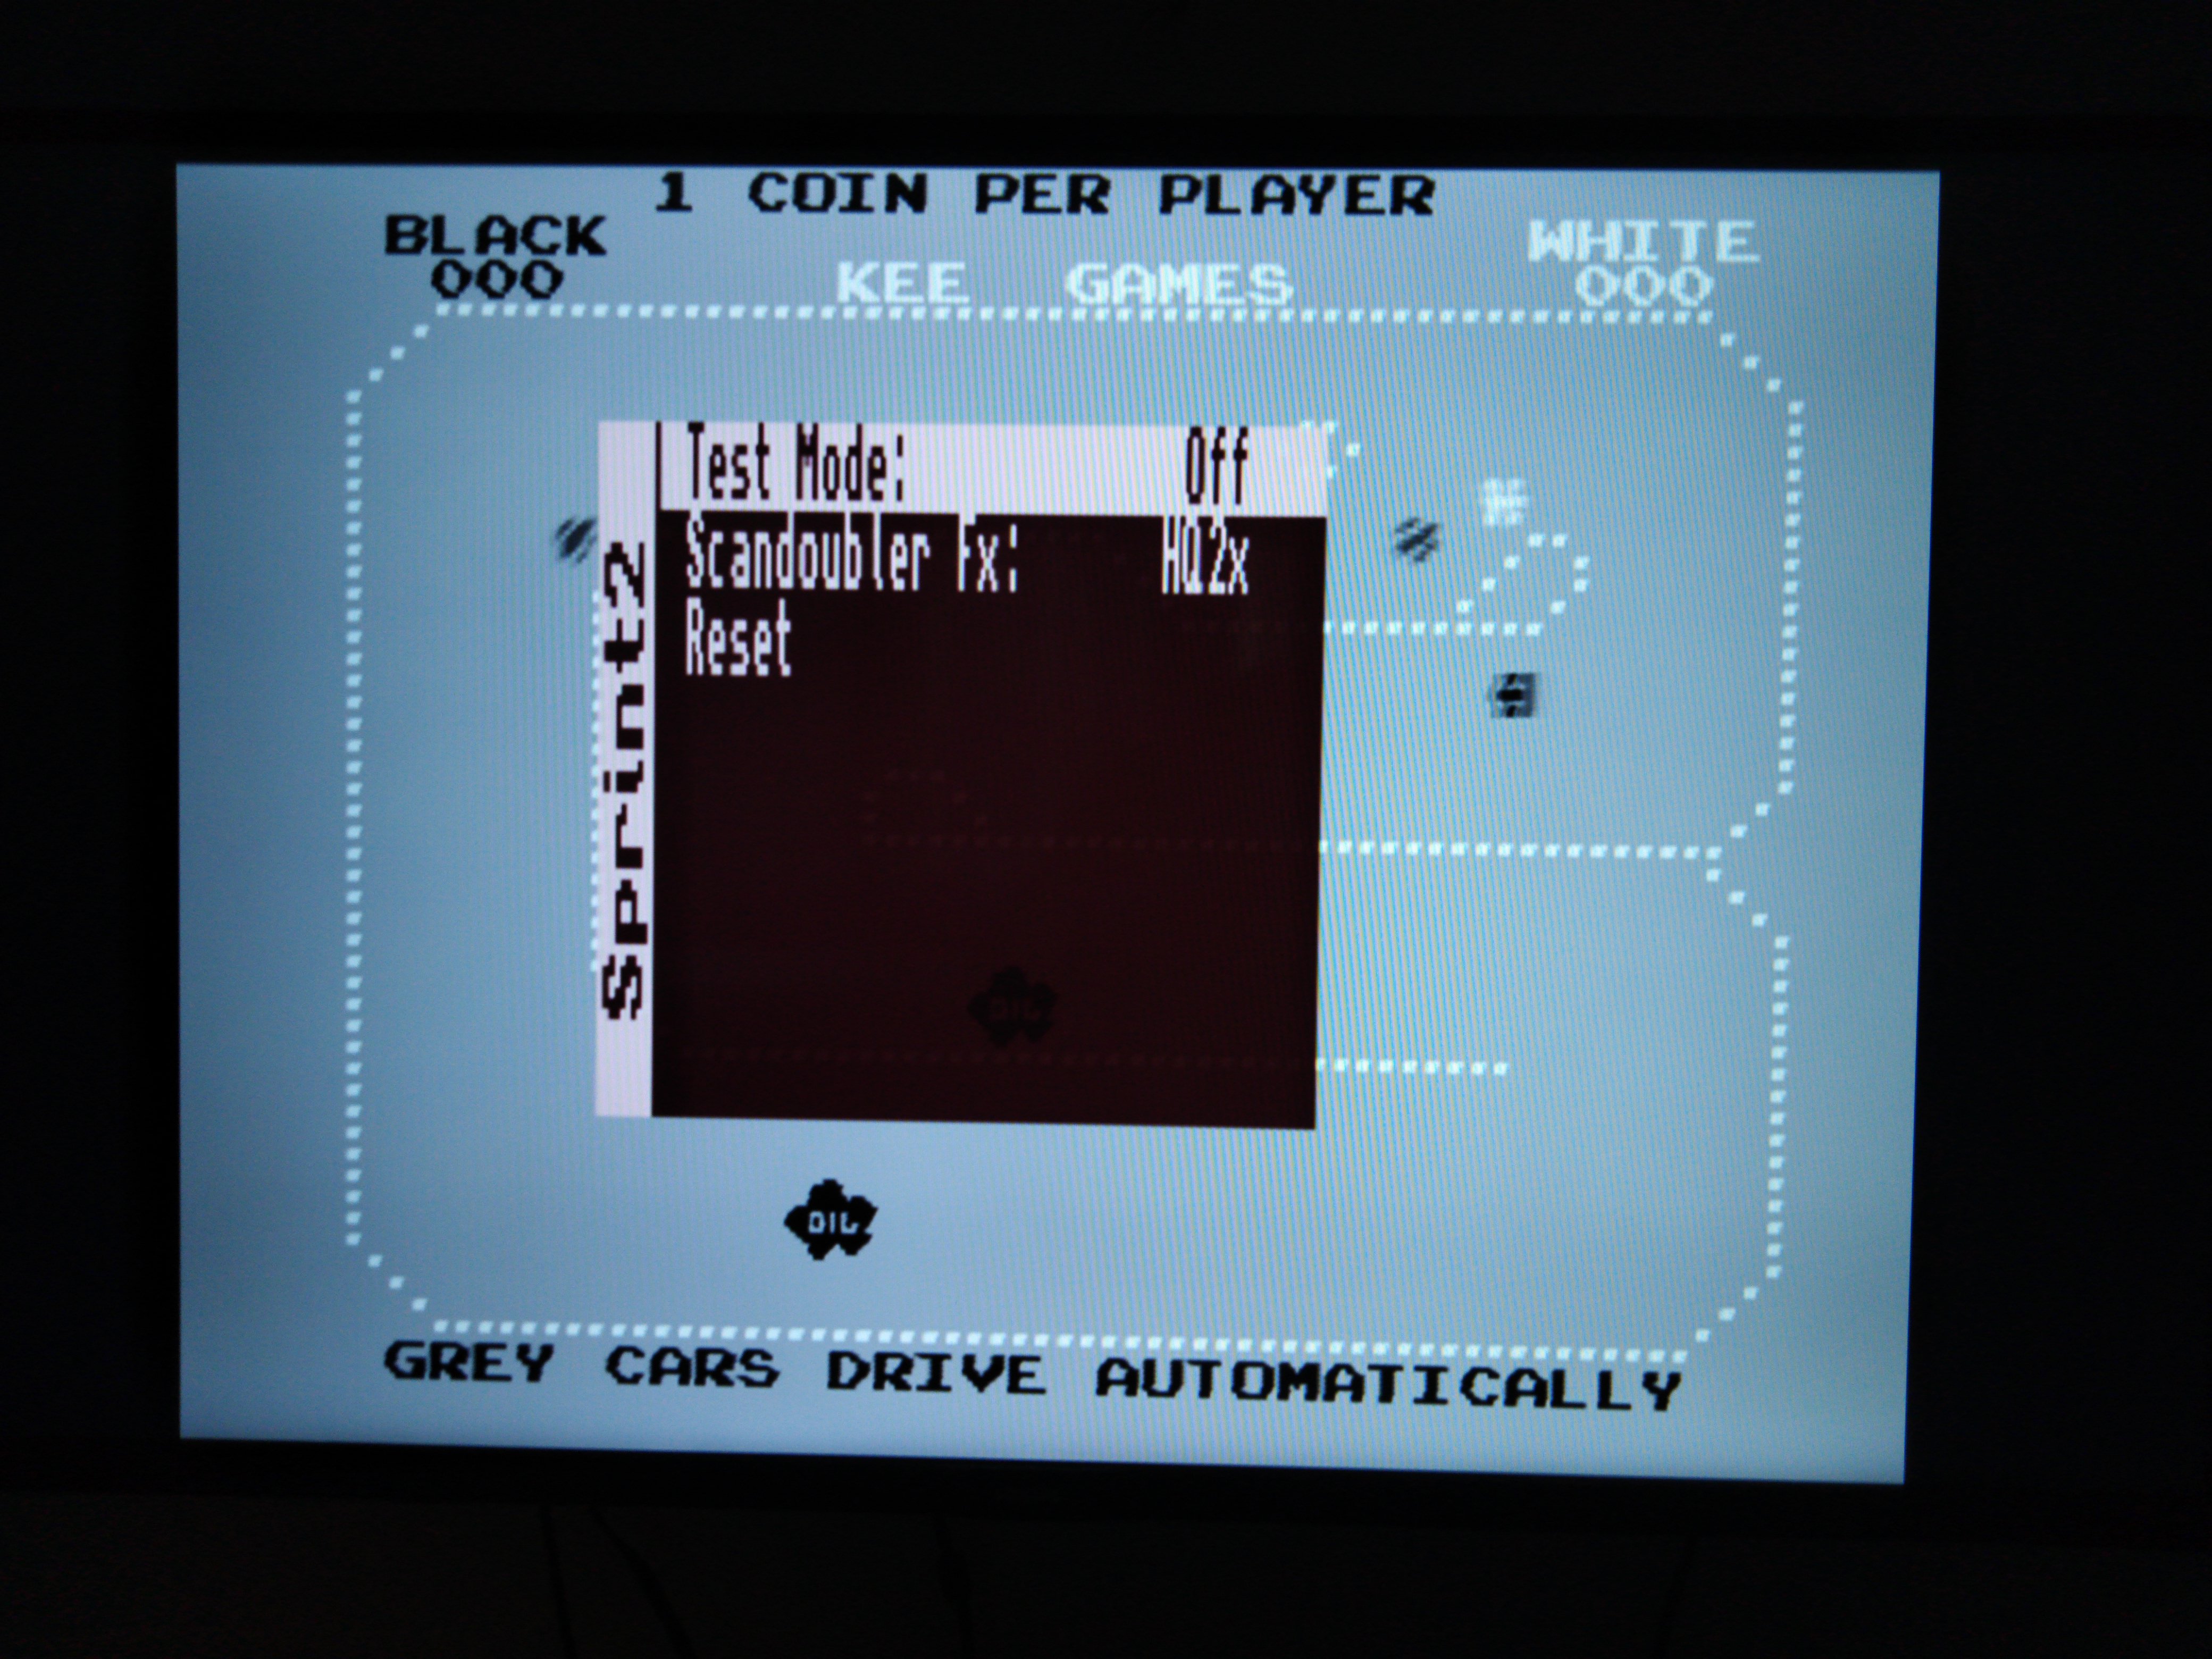 1 COIN PER PLAYER
BLACK
WHITE
000
000
KEE GAMES
Sprint2
Test Mode: Off
Scandoubler Fx: HQ2x
Reset
OIL
OIL
GREY CARS DRIVE AUTOMATICALLY